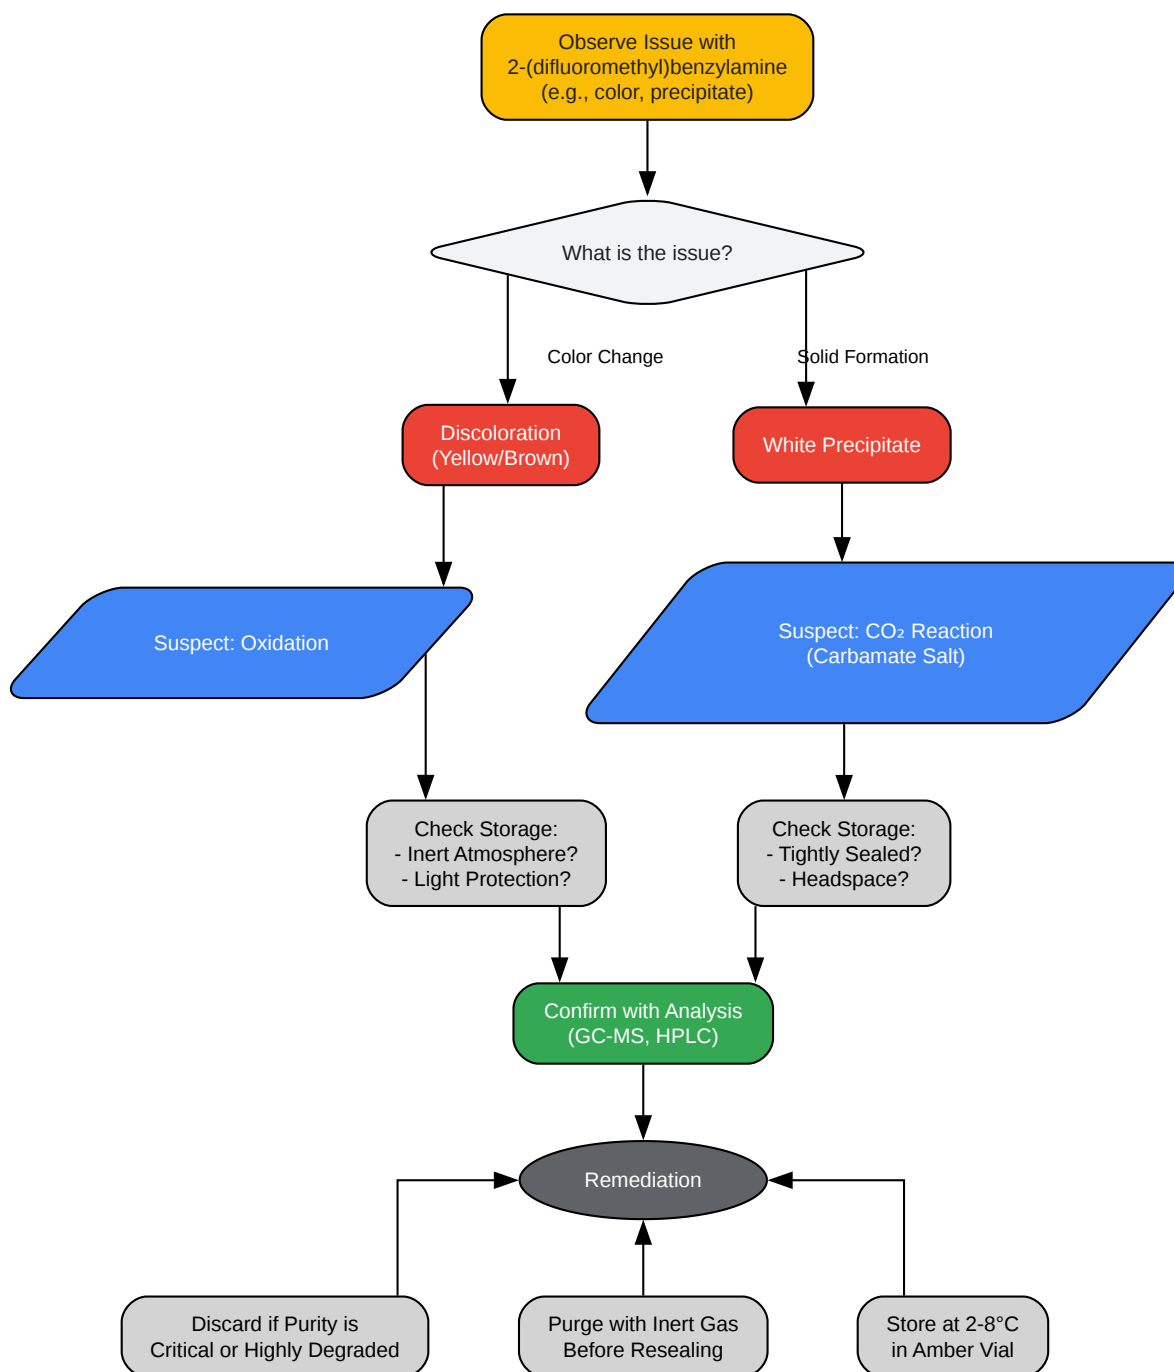 Observe Issue with
2-(difluoromethyl)benzylamine
(e.g., color, precipitate)
What is the issue?
Color Change
Solid Formation
Discoloration
(Yellow/Brown)
White Precipitate
Suspect: Oxidation
Suspect: CO₂ Reaction
(Carbamate Salt)
Check Storage:
- Inert Atmosphere?
- Light Protection?
Check Storage:
- Tightly Sealed?
- Headspace?
Confirm with Analysis
(GC-MS, HPLC)
Remediation
Discard if Purity is
Critical or Highly Degraded
Purge with Inert Gas
Before Resealing
Store at 2-8°C
in Amber Vial